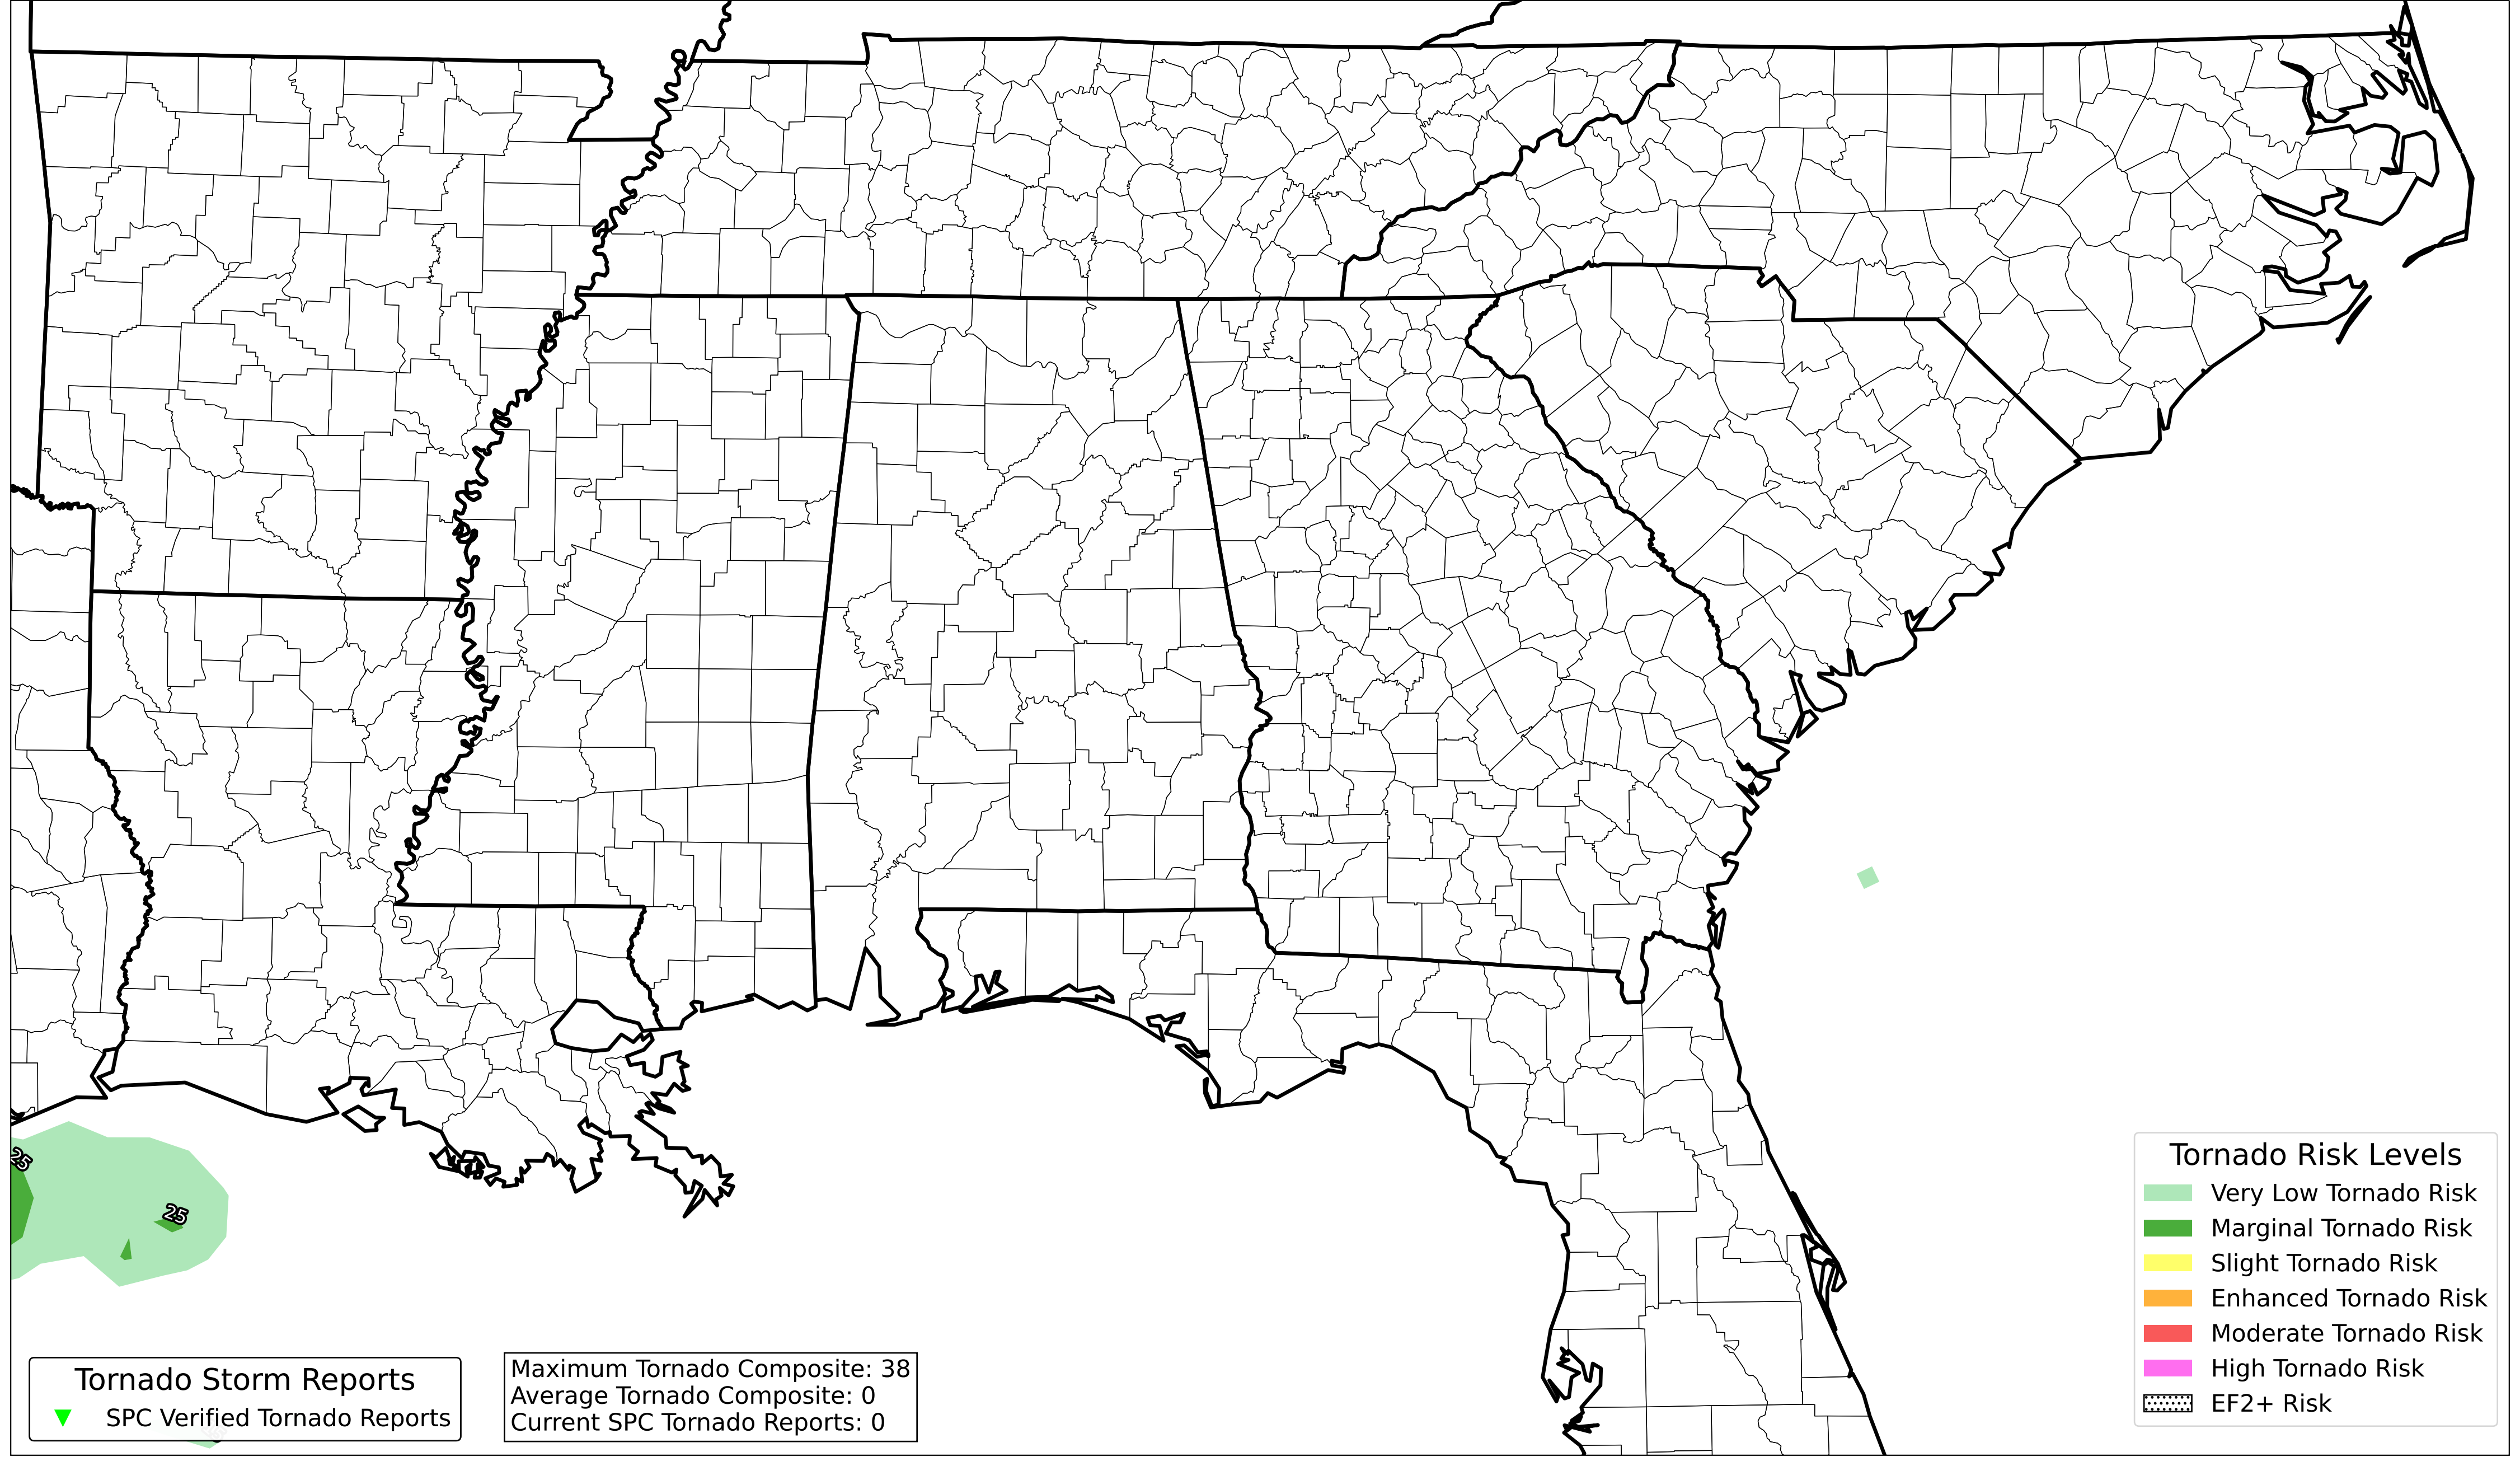 25
25
Tornado Risk Levels
Very Low Tornado Risk
Marginal Tornado Risk
Slight Tornado Risk
Enhanced Tornado Risk
Moderate Tornado Risk
High Tornado Risk
EF2+ Risk
Tornado Storm Reports
SPC Verified Tornado Reports
Maximum Tornado Composite: 38
Average Tornado Composite: 0
Current SPC Tornado Reports: 0